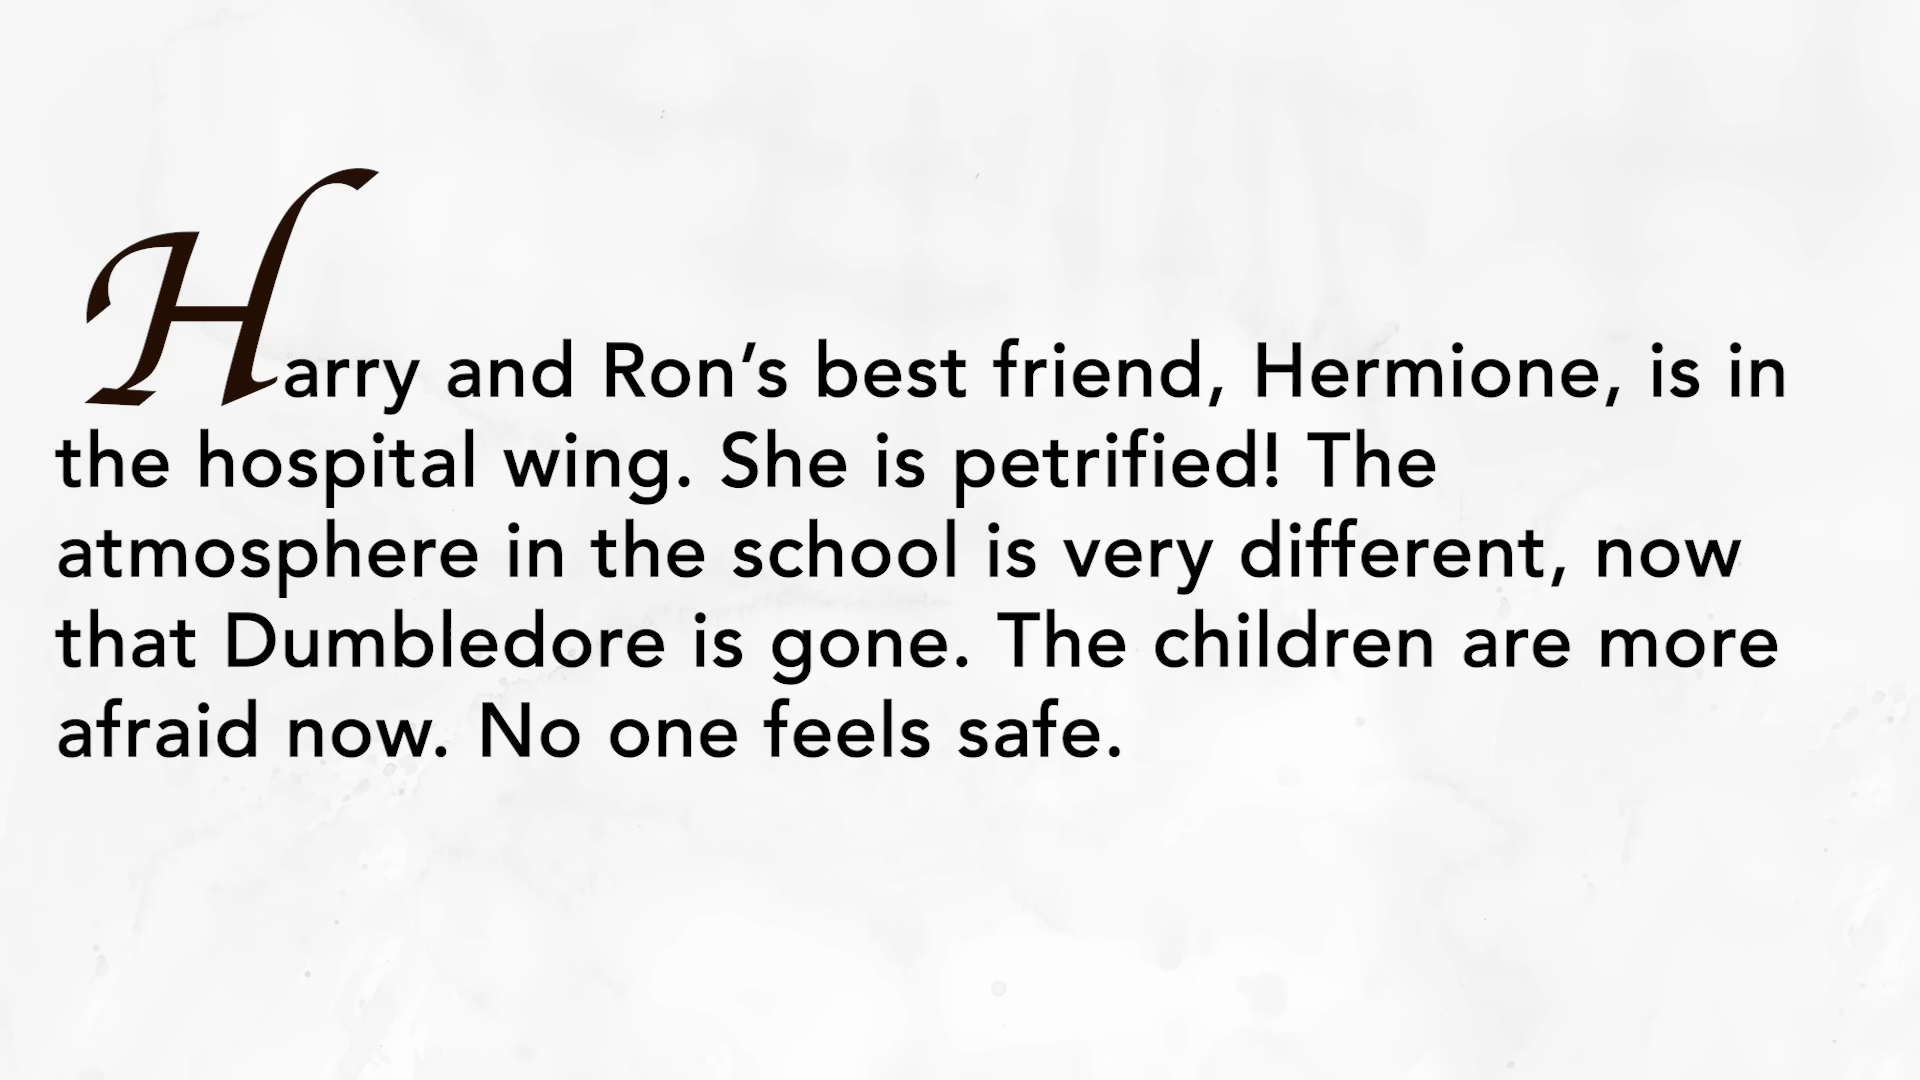 Harry and Ron’s best friend, Hermione, is in
the hospital wing. She is petrified! The
atmosphere in the school is very different, now
that Dumbledore is gone. The children are more
afraid now. No one feels safe.